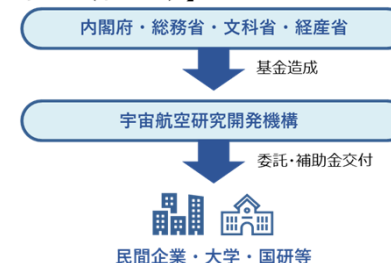 内閣府・総務省・文科省・経産省
基金造成
宇宙航空研究開発機構
委託・補助金交付
民間企業・大学・国研等